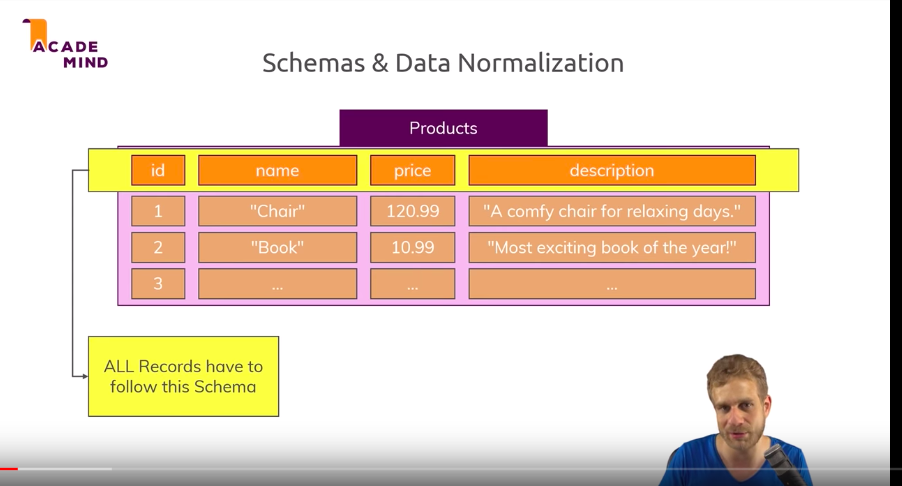 ACADE
MIND
Schemas & Data Normalization
Products
id name price description
1 "Chair" 120.99 "A comfy chair for relaxing days."
2 "Book" 10.99 "Most exciting book of the year!"
3 ... ... ...
ALL Records have to
follow this Schema